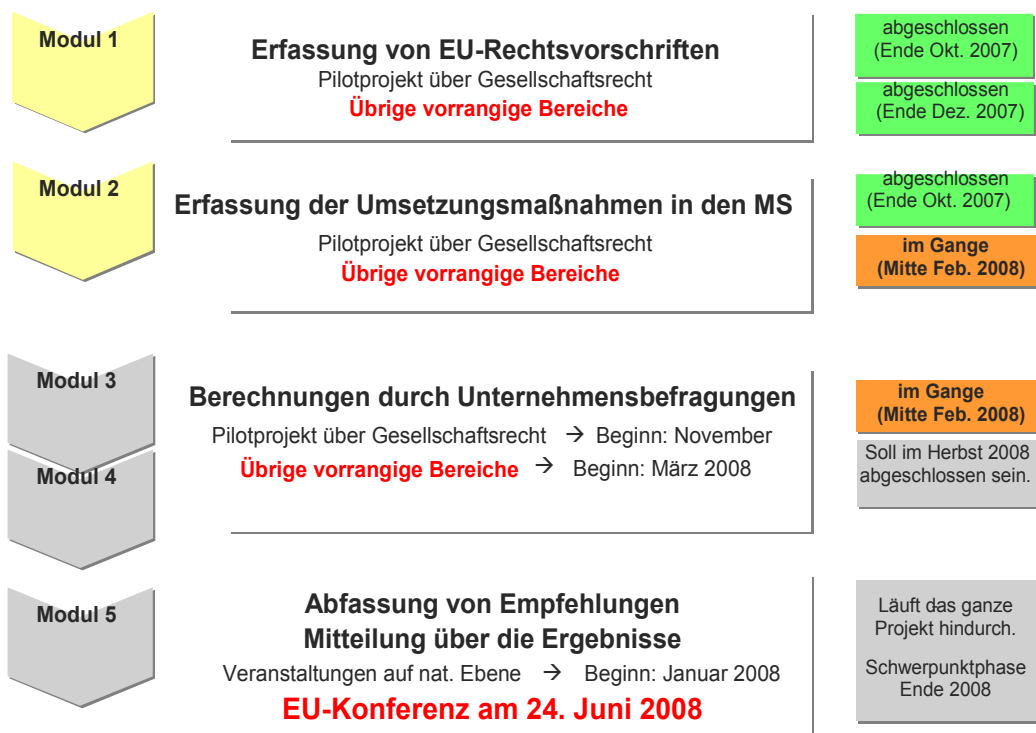 Modul 1
Erfassung von EU-Rechtsvorschriften
Pilotprojekt über Gesellschaftsrecht
Übrige vorrangige Bereiche
abgeschlossen
(Ende Okt. 2007)
abgeschlossen
(Ende Dez. 2007)
Modul 2
Erfassung der Umsetzungsmaßnahmen in den MS
Pilotprojekt über Gesellschaftsrecht
Übrige vorrangige Bereiche
abgeschlossen
(Ende Okt. 2007)
im Gange
(Mitte Feb. 2008)
Modul 3
Modul 4
Berechnungen durch Unternehmensbefragungen
Pilotprojekt über Gesellschaftsrecht → Beginn: November
Übrige vorrangige Bereiche → Beginn: März 2008
im Gange
(Mitte Feb. 2008)
Soll im Herbst 2008
abgeschlossen sein.
Modul 5
Abfassung von Empfehlungen
Mitteilung über die Ergebnisse
Veranstaltungen auf nat. Ebene → Beginn: Januar 2008
EU-Konferenz am 24. Juni 2008
Läuft das ganze
Projekt hindurch.
Schwerpunktphase
Ende 2008